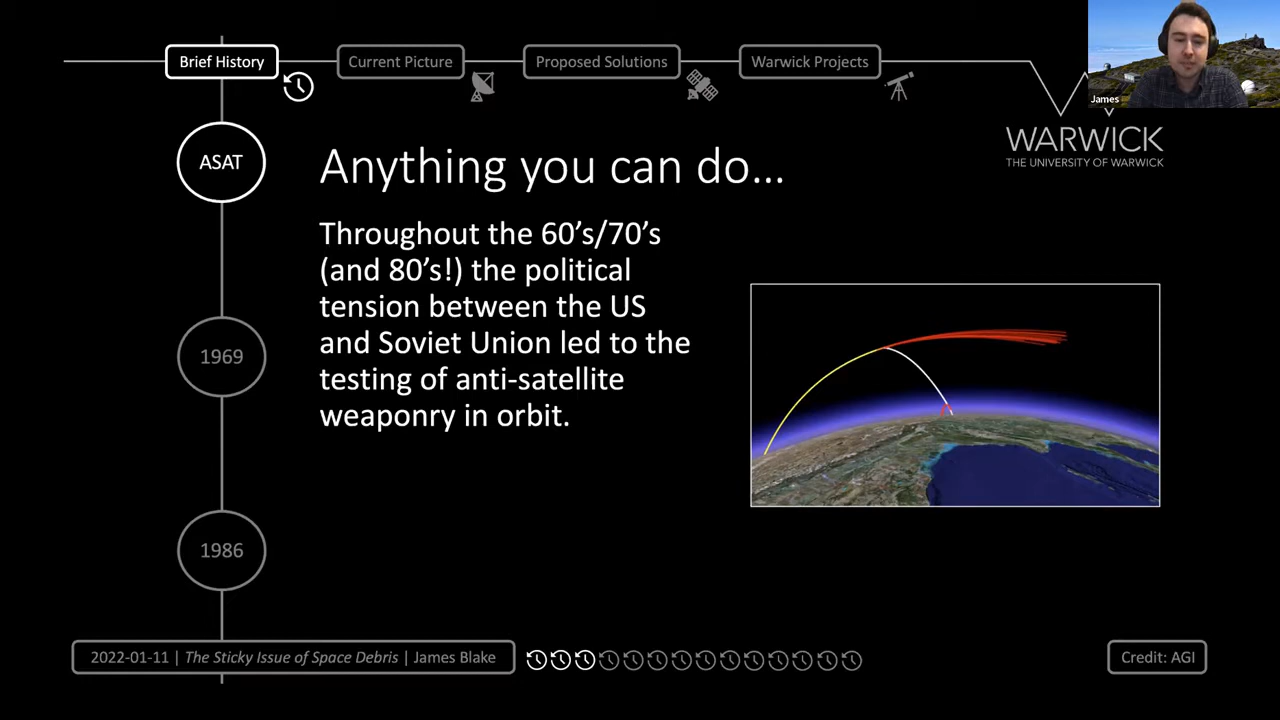 Brief History
Current Picture
Proposed Solutions
Warwick Projects
James
WARWICK
THE UNIVERSITY OF WARWICK
ASAT
Anything you can do...
Throughout the 60's/70's
(and 80's!) the political
tension between the US
and Soviet Union led to the
testing of anti-satellite
weaponry in orbit.
1969
1986
2022-01-11 | The Sticky Issue of Space Debris | James Blake
Credit: AGI